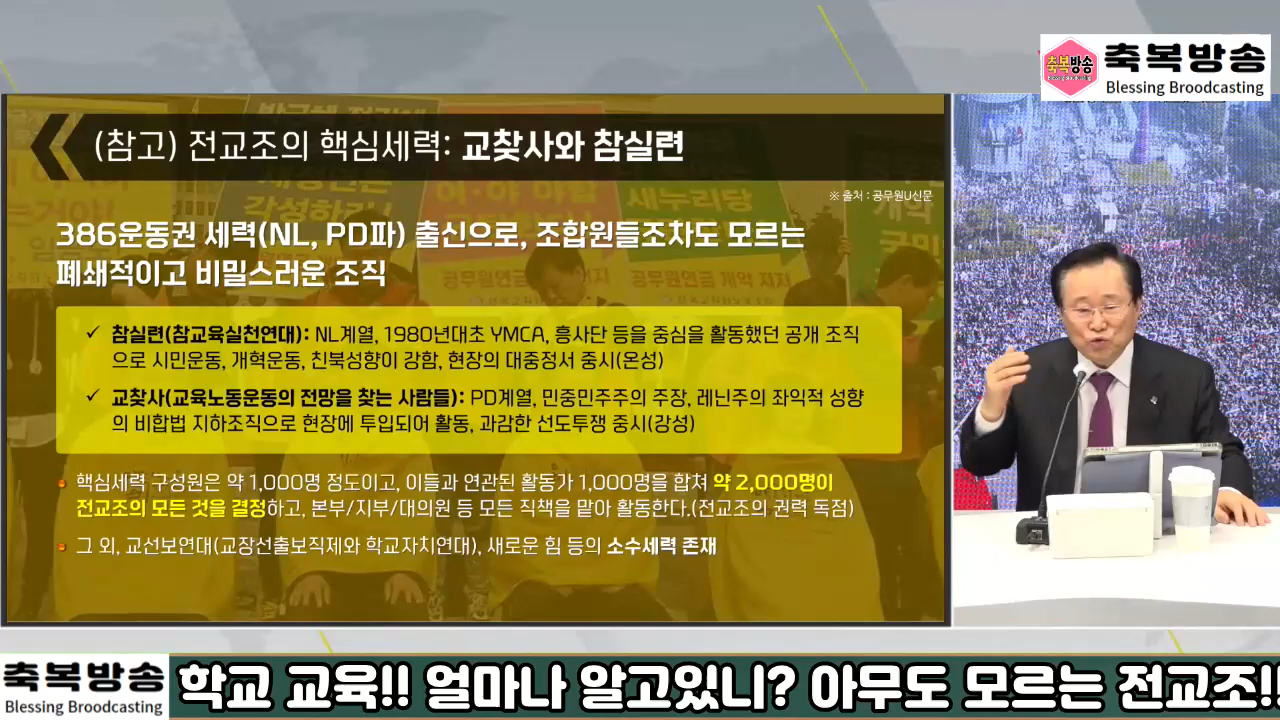 축복방송
축복방송
Blessing Broodcasting
(참고) 전교조의 핵심세력: 교찾사와 참실련
※ 출처 : 공무원U신문
386운동권 세력(NL, PD파) 출신으로, 조합원들조차도 모르는
폐쇄적이고 비밀스러운 조직
✓ 참실련(참교육실천연대): NL계열, 1980년대초 YMCA, 흥사단 등을 중심을 활동했던 공개 조직
으로 시민운동, 개혁운동, 친북성향이 강함, 현장의 대중정서 중시(온성)
✓ 교찾사(교육노동운동의 전망을 찾는 사람들): PD계열, 민중민주주의 주장, 레닌주의 좌익적 성향
의 비합법 지하조직으로 현장에 투입되어 활동, 과감한 선도투쟁 중시(강성)
핵심세력 구성원은 약 1,000명 정도이고, 이들과 연관된 활동가 1,000명을 합쳐 약 2,000명이
전교조의 모든 것을 결정하고, 본부/지부/대의원 등 모든 직책을 맡아 활동한다.(전교조의 권력 독점)
그 외, 교선보연대(교장선출보직제와 학교자치연대), 새로운 힘 등의 소수세력 존재
새누리당
공무원연금 개악 저지
축복방송
Blessing Broodcasting
학교 교육!! 얼마나 알고있니? 아무도 모르는 전교조!!